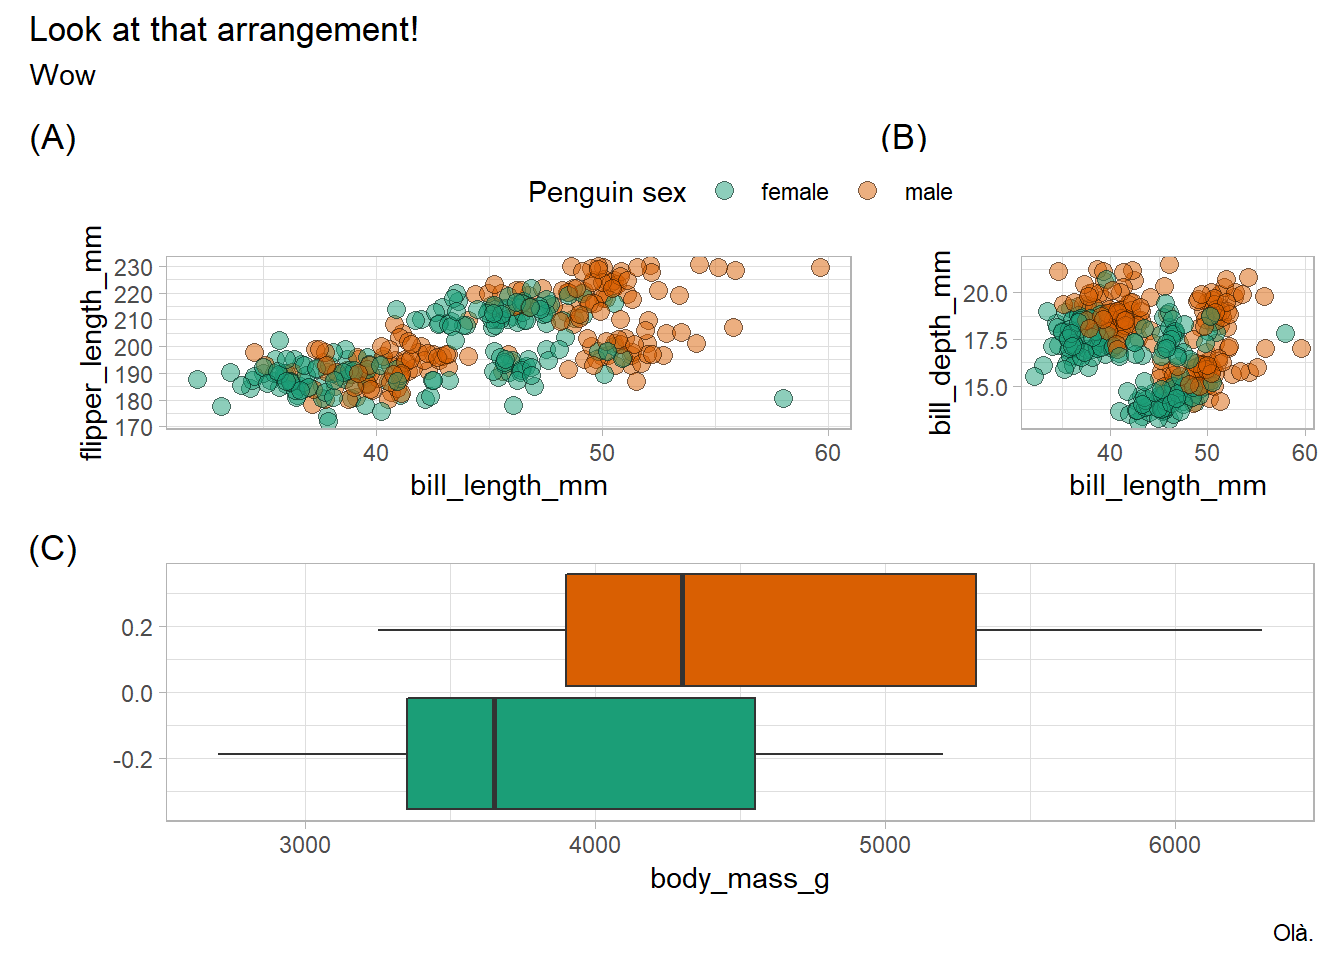 Look at that arrangement!
Wow
(A)
(B)
Penguin sex female male
flipper_length_mm
230
220
210
200
190
180
170
40 50 60
bill_length_mm
bill_depth_mm
20.0
17.5
15.0
40 50 60
bill_length_mm
(C)
0.2
0.0
-0.2
3000 4000 5000 6000
body_mass_g
Olà.